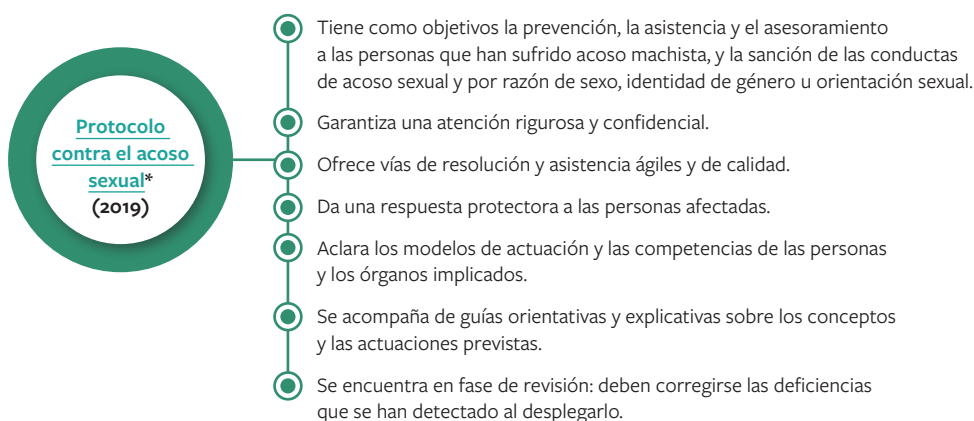 Protocolo
contra el acoso
sexual*
(2019)
Tiene como objetivos la prevención, la asistencia y el asesoramiento
a las personas que han sufrido acoso machista, y la sanción de las conductas
de acoso sexual y por razón de sexo, identidad de género u orientación sexual.
Garantiza una atención rigurosa y confidencial.
Ofrece vías de resolución y asistencia ágiles y de calidad.
Da una respuesta protectora a las personas afectadas.
Aclara los modelos de actuación y las competencias de las personas
y los órganos implicados.
Se acompaña de guías orientativas y explicativas sobre los conceptos
y las actuaciones previstas.
Se encuentra en fase de revisión: deben corregirse las deficiencias
que se han detectado al desplegarlo.